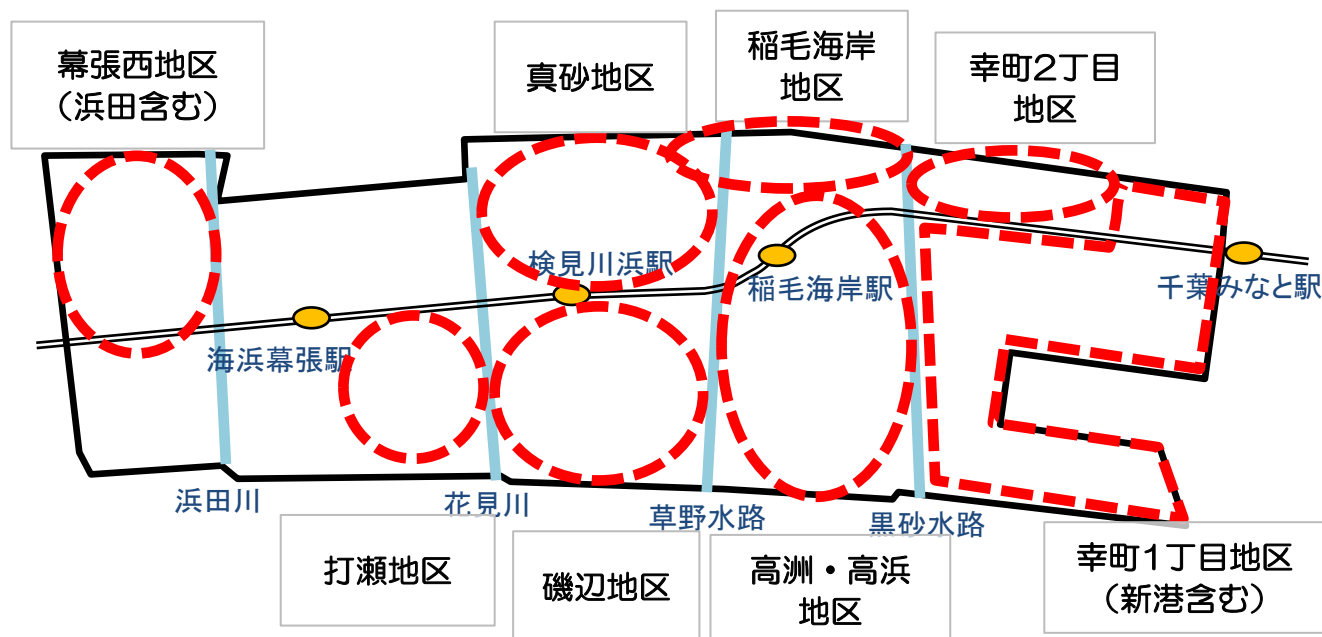 幕張西地区
（浜田含む）
真砂地区
稲毛海岸
地区
幸町2丁目
地区
検見川浜駅
稲毛海岸駅
千葉みなと駅
海浜幕張駅
浜田川
花見川
草野水路
黒砂水路
打瀬地区
磯辺地区
高洲・高浜
地区
幸町1丁目地区
（新港含む）